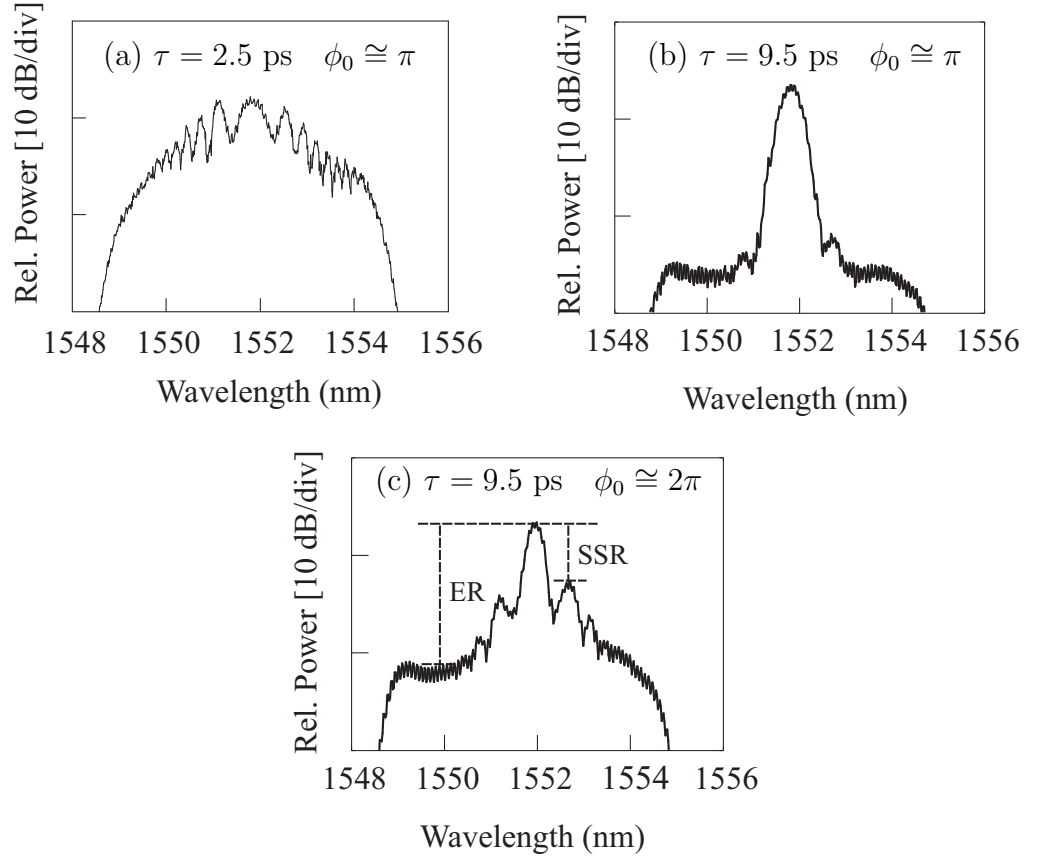 (a) τ = 2.5 ps ϕ₀ ≅ π
Rel. Power [10 dB/div]
1548 1550 1552 1554 1556
Wavelength (nm)
(b) τ = 9.5 ps ϕ₀ ≅ π
Rel. Power [10 dB/div]
1548 1550 1552 1554 1556
Wavelength (nm)
(c) τ = 9.5 ps ϕ₀ ≅ 2π
SSR
ER
Rel. Power [10 dB/div]
1548 1550 1552 1554 1556
Wavelength (nm)